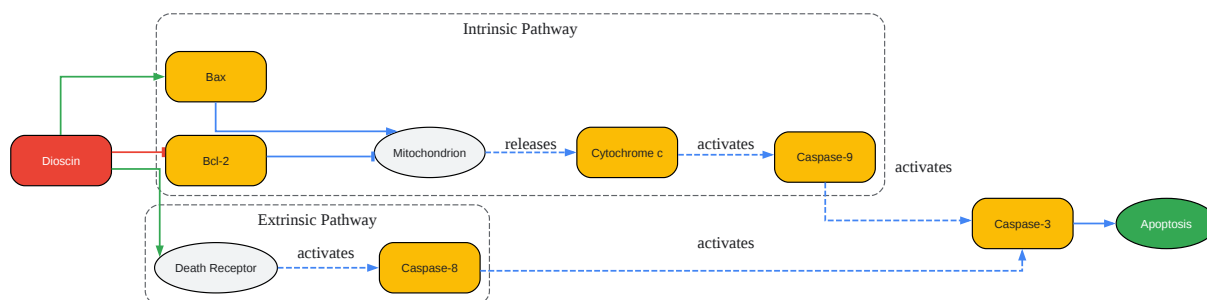 Intrinsic Pathway
Bax
Dioscin
Bcl-2
Mitochondrion
releases
Cytochrome c
activates
Caspase-9
activates
Extrinsic Pathway
Death Receptor
activates
Caspase-8
activates
Caspase-3
Apoptosis